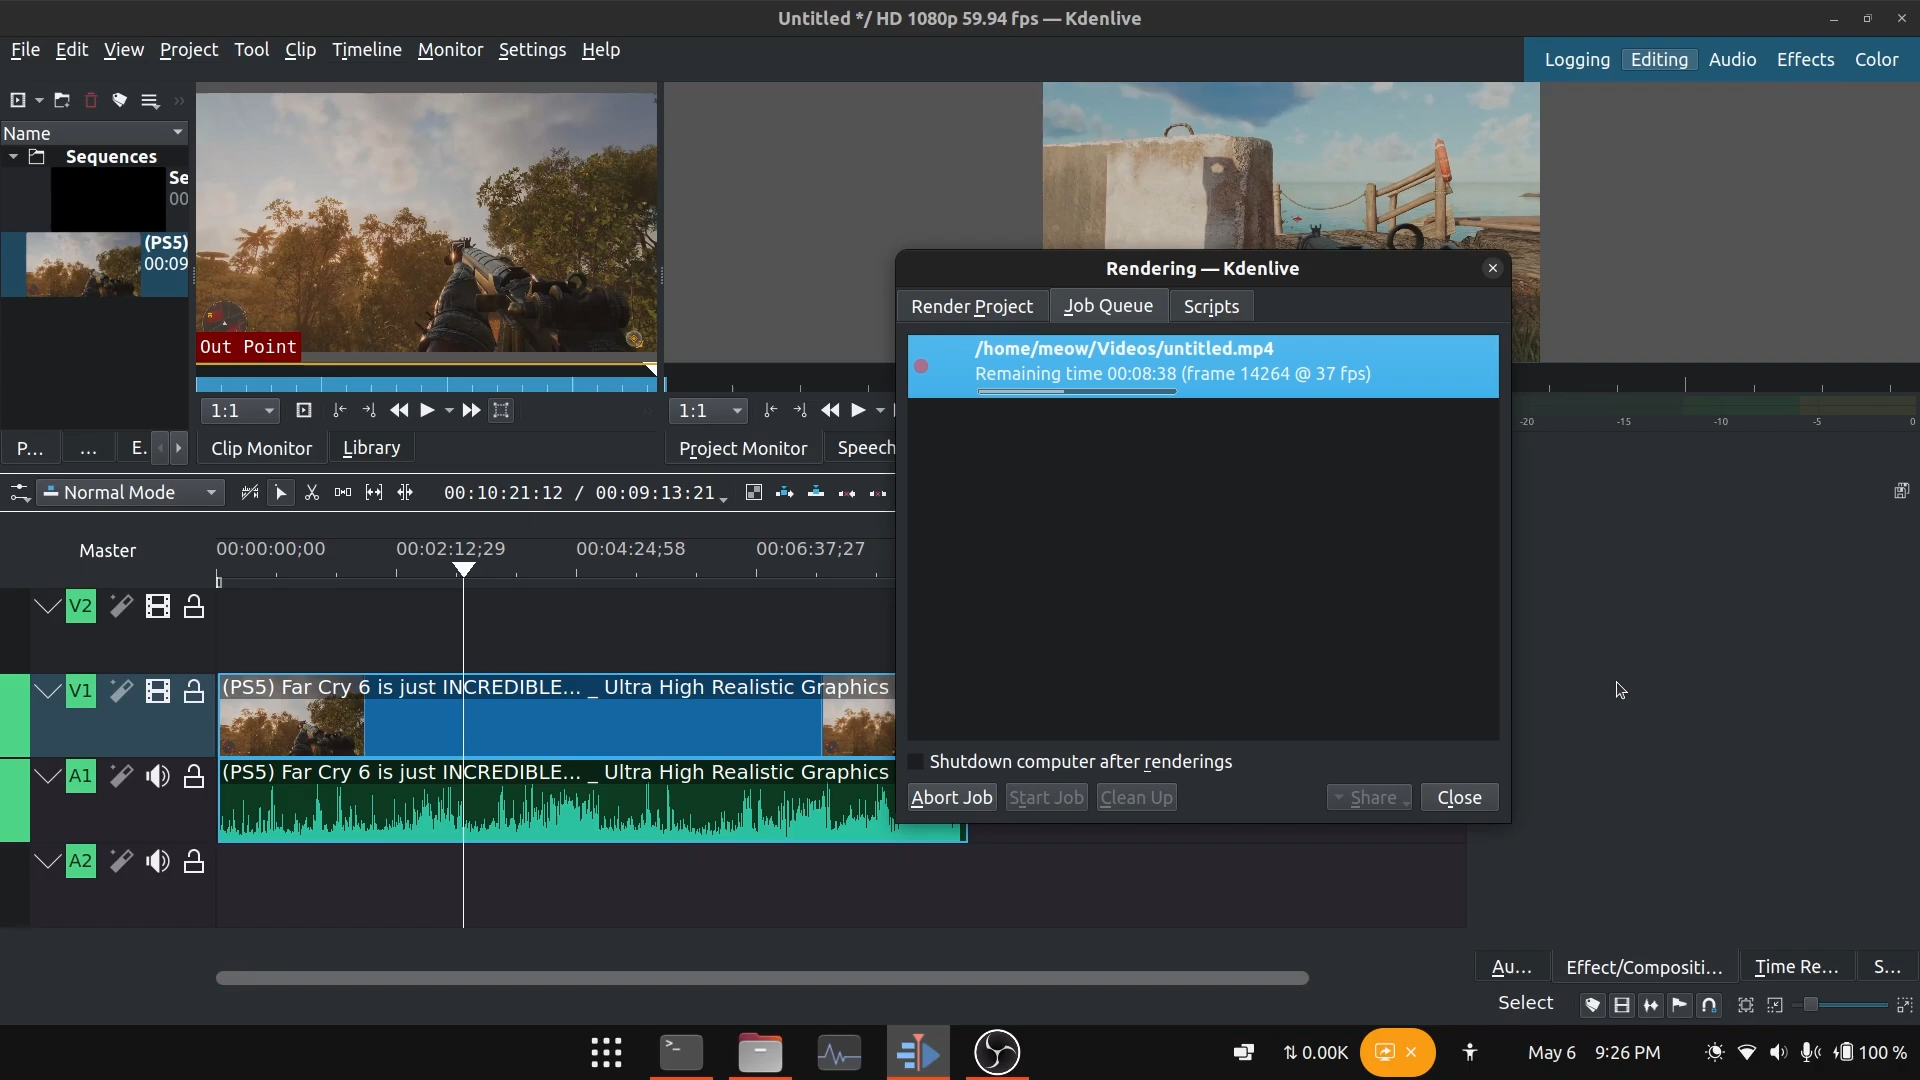 Untitled */ HD 1080p 59.94 fps — Kdenlive
File Edit View Project Tool Clip Timeline Monitor Settings Help
Logging Editing Audio Effects Color
Name
Sequences
Se
00
(PS5)
00:09
Out Point
1:1
1:1
P... ... E.
Clip Monitor Library
Project Monitor Speech
Rendering — Kdenlive
Render Project Job Queue Scripts
/home/meow/Videos/untitled.mp4
Remaining time 00:08:38 (frame 14264 @ 37 fps)
Shutdown computer after renderings
Abort Job Start Job Clean Up Share Close
-20 -15 -10 -5 0
Normal Mode 00:10:21:12 / 00:09:13:21
Master 00:00:00;00 00:02:12;29 00:04:24;58 00:06:37;27
V2
V1 (PS5) Far Cry 6 is just INCREDIBLE... _ Ultra High Realistic Graphics
A1 (PS5) Far Cry 6 is just INCREDIBLE... _ Ultra High Realistic Graphics
A2
Au... Effect/Compositi... Time Re... S...
Select
0.00K May 6 9:26 PM 100 %